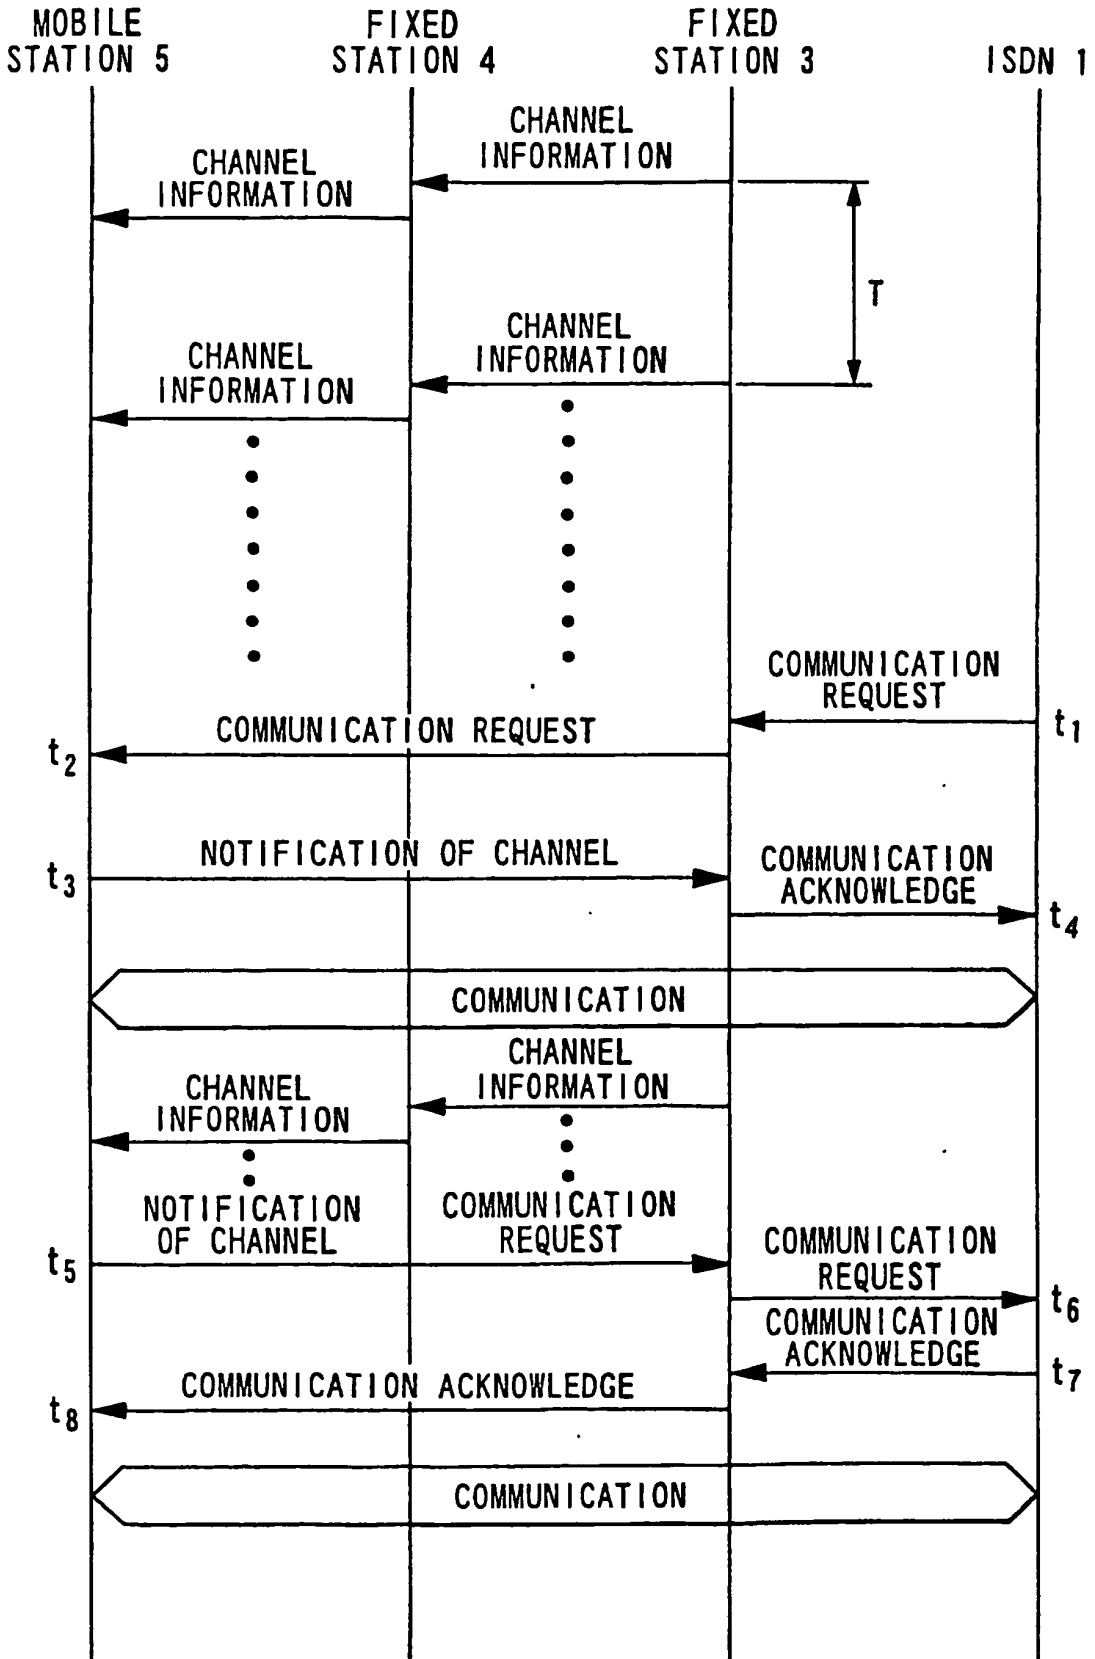 MOBILE
STATION 5
FIXED
STATION 4
FIXED
STATION 3
ISDN 1
CHANNEL
INFORMATION
CHANNEL
INFORMATION
T
CHANNEL
INFORMATION
CHANNEL
INFORMATION
COMMUNICATION
REQUEST
t1
COMMUNICATION REQUEST
t2
NOTIFICATION OF CHANNEL
t3
COMMUNICATION
ACKNOWLEDGE
t4
COMMUNICATION
CHANNEL
INFORMATION
CHANNEL
INFORMATION
NOTIFICATION
OF CHANNEL
COMMUNICATION
REQUEST
t5
COMMUNICATION
REQUEST
t6
COMMUNICATION
ACKNOWLEDGE
t7
COMMUNICATION ACKNOWLEDGE
t8
COMMUNICATION